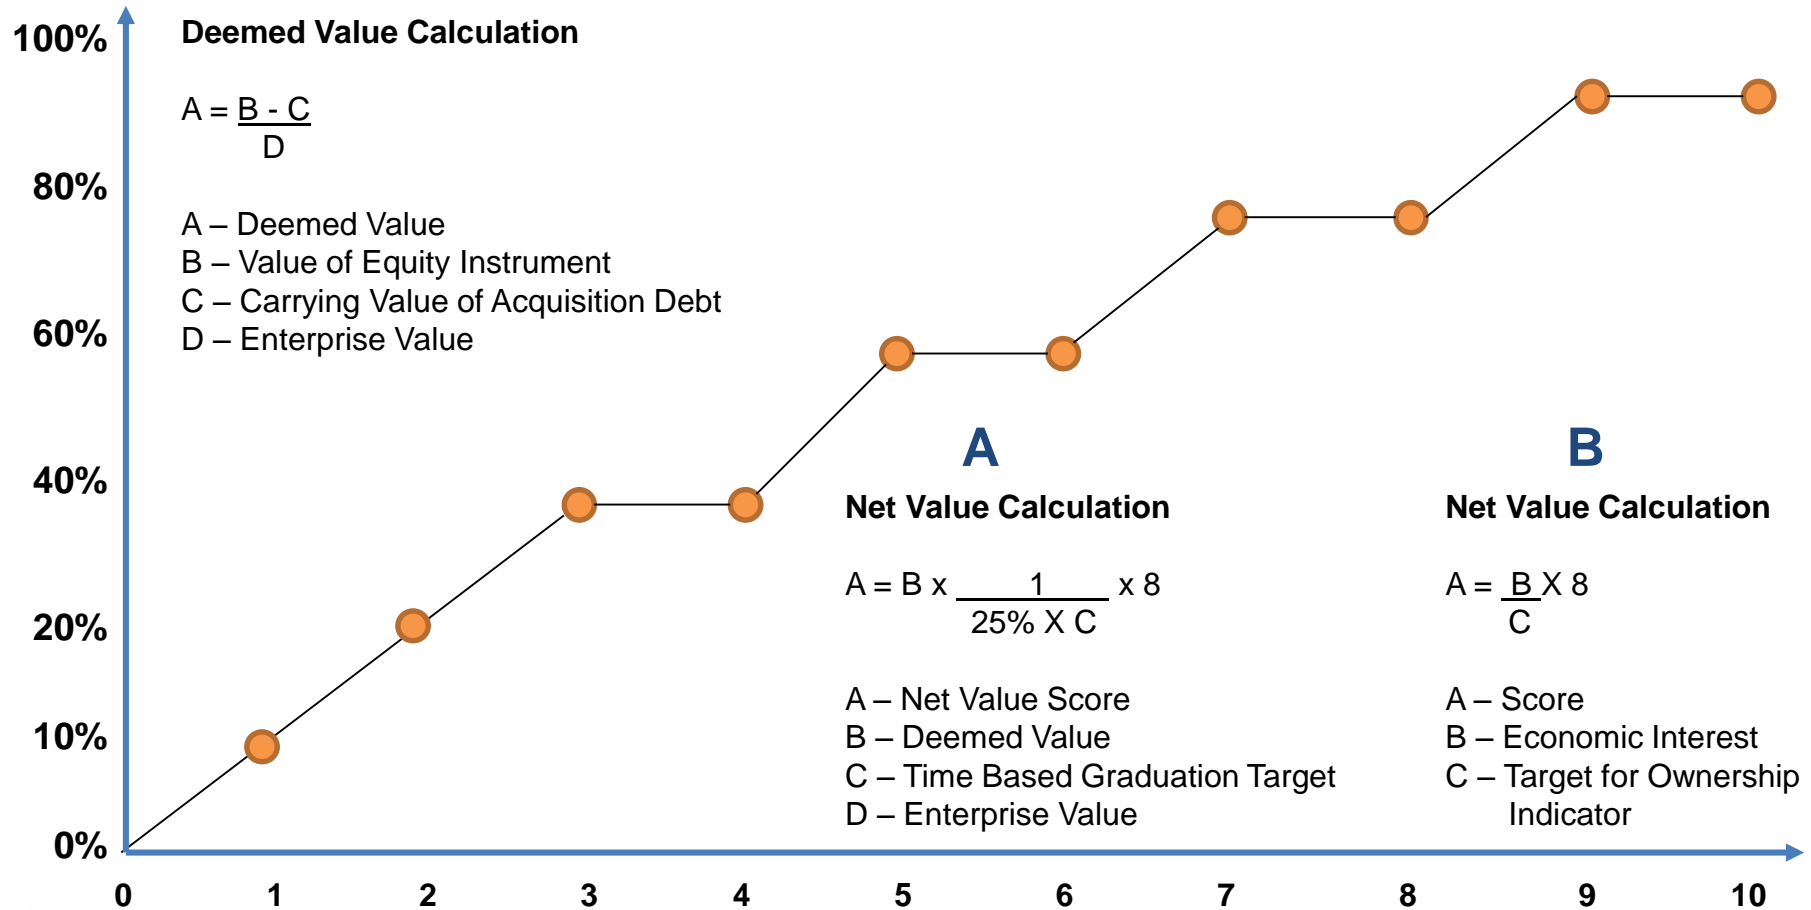 100%
80%
60%
40%
20%
10%
0%
Deemed Value Calculation
A = B - C
D
A – Deemed Value
B – Value of Equity Instrument
C – Carrying Value of Acquisition Debt
D – Enterprise Value
A
Net Value Calculation
A = B x 1 x 8
25% X C
A – Net Value Score
B – Deemed Value
C – Time Based Graduation Target
D – Enterprise Value
B
Net Value Calculation
A = B X 8
C
A – Score
B – Economic Interest
C – Target for Ownership
Indicator
0 1 2 3 4 5 6 7 8 9 10